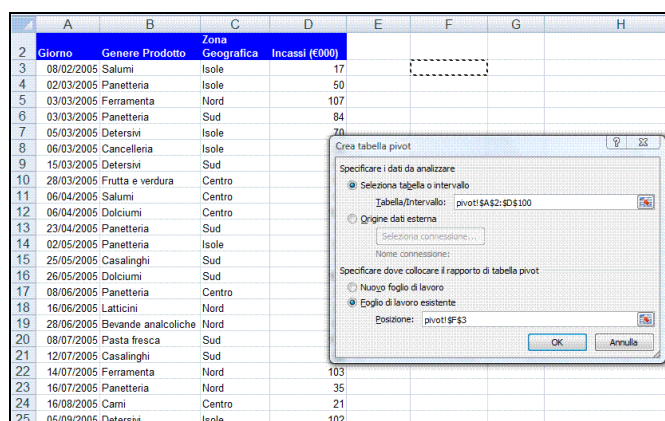 A B C D E F G H
2 Giorno Genere Prodotto Zona Geografica Incassi (€000)
3 08/02/2005 Salumi Isole 17
4 02/03/2005 Panetteria Isole 50
5 03/03/2005 Ferramenta Nord 107
6 03/03/2005 Panetteria Sud 84
7 05/03/2005 Detersivi Isole 70
8 06/03/2005 Cancelleria Isole
9 15/03/2005 Detersivi Sud
10 28/03/2005 Frutta e verdura Centro
11 06/04/2005 Salumi Centro
12 06/04/2005 Dolciumi Centro
13 23/04/2005 Panetteria Sud
14 02/05/2005 Panetteria Isole
15 25/05/2005 Casalinghi Sud
16 26/05/2005 Dolciumi Sud
17 08/06/2005 Panetteria Centro
18 16/06/2005 Latticini Nord
19 28/06/2005 Bevande analcoliche Nord
20 08/07/2005 Pasta fresca Sud
21 12/07/2005 Casalinghi Sud
22 14/07/2005 Ferramenta Nord 103
23 16/07/2005 Panetteria Nord 35
24 16/08/2005 Carni Centro 21
25 05/09/2005 Detersivi Isole 102
Crea tabella pivot
Specificare i dati da analizzare
Seleziona tabella o intervallo
Tabella/Intervallo: pivot!$A$2:$D$100
Origine dati esterna
Seleziona connessione...
Nome connessione:
Specificare dove collocare il rapporto di tabella pivot
Nuovo foglio di lavoro
Foglio di lavoro esistente
Posizione: pivot!$F$3
OK Annulla